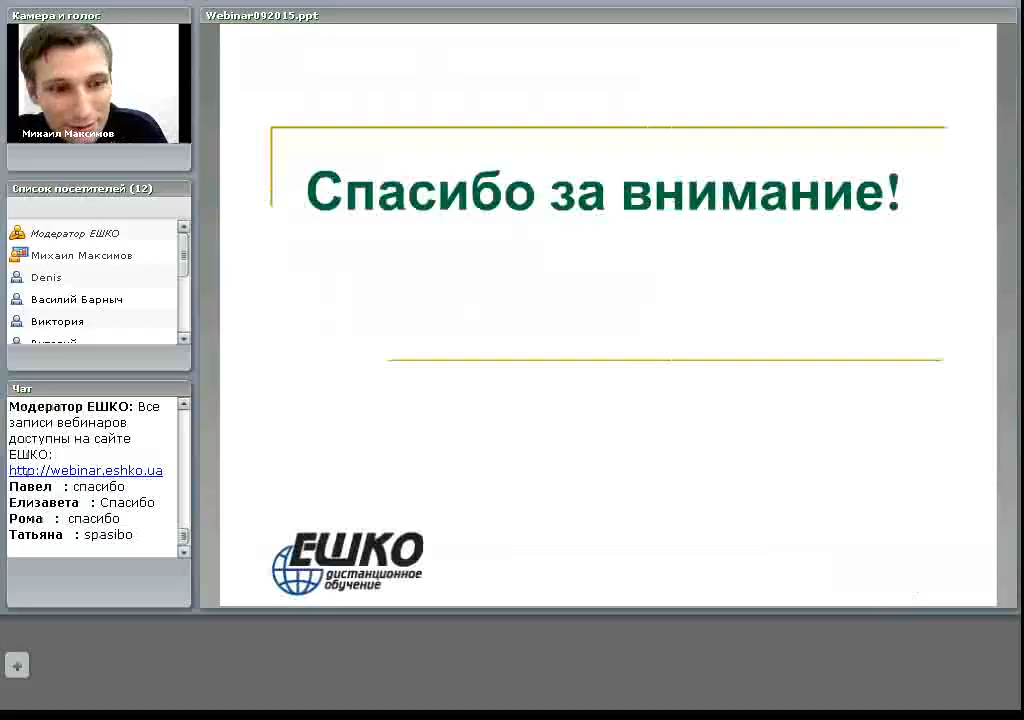 Камера и голос
Михаил Максимов
Список посетителей (12)
Модератор ЕШКО
Михаил Максимов
Denis
Василий Барныч
Виктория
Чат
Модератор ЕШКО: Все
записи вебинаров
доступны на сайте
ЕШКО:
http://webinar.eshko.ua
Павел : спасибо
Елизавета : Спасибо
Рома : спасибо
Татьяна : spasibo
Webinar092015.ppt
Спасибо за внимание!
ЕШКО
дистанционное
обучение